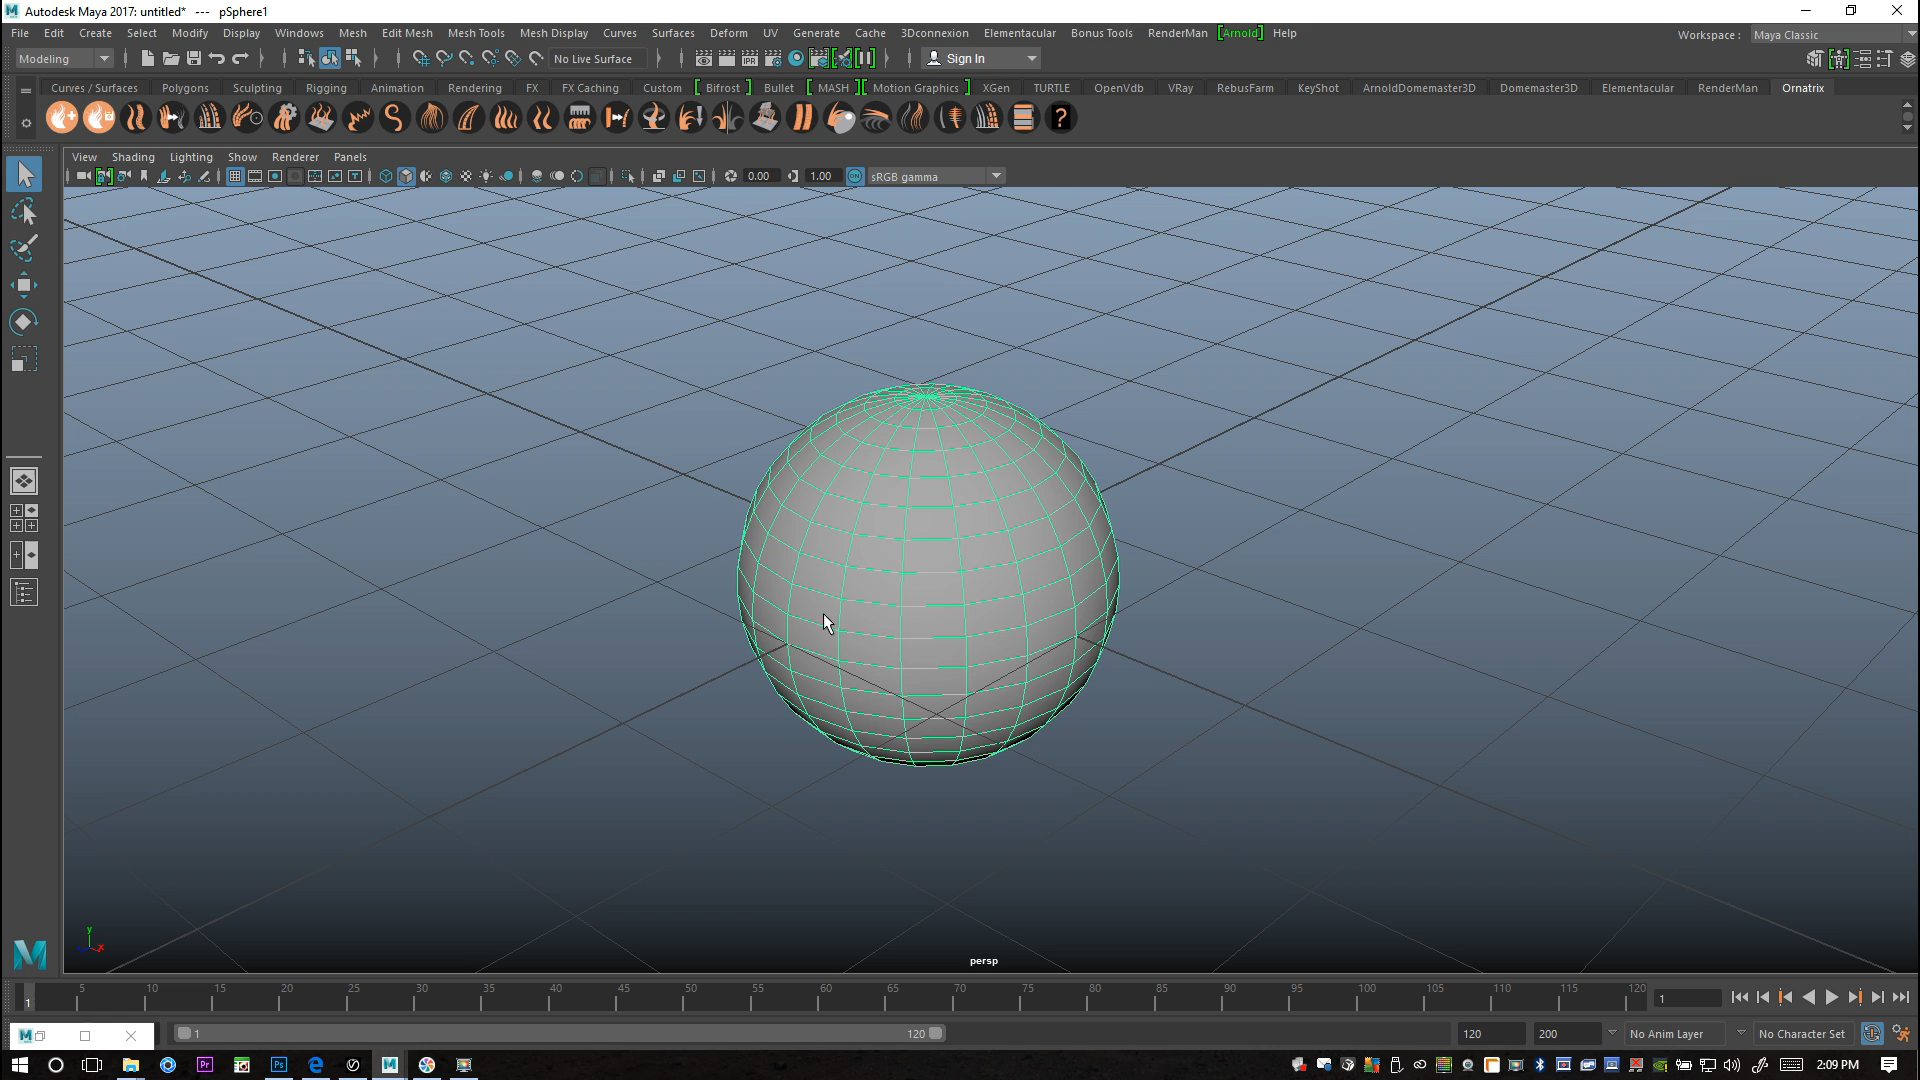 Autodesk Maya 2017: untitled* --- pSphere1
File Edit Create Select Modify Display Windows Mesh Edit Mesh Mesh Tools Mesh Display Curves Surfaces Deform UV Generate Cache 3Dconnexion Elementacular Bonus Tools RenderMan [Arnold] Help Workspace : Maya Classic
Modeling No Live Surface IPR Sign In
Curves / Surfaces Polygons Sculpting Rigging Animation Rendering FX FX Caching Custom [ Bifrost ] Bullet [ MASH ][ Motion Graphics ] XGen TURTLE OpenVdb VRay RebusFarm KeyShot ArnoldDomemaster3D Domemaster3D Elementacular RenderMan Ornatrix
?
View Shading Lighting Show Renderer Panels
0.00 1.00 ON sRGB gamma
y
x
persp
5 10 15 20 25 30 35 40 45 50 55 60 65 70 75 80 85 90 95 100 105 110 115 120
1 1
1 120 120 200 No Anim Layer No Character Set
Pr Ps M 2:09 PM